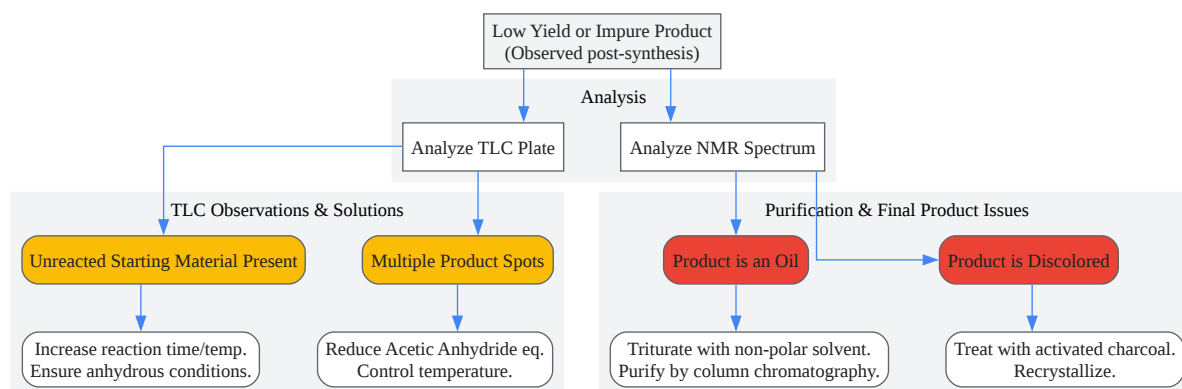 Low Yield or Impure Product
(Observed post-synthesis)
Analysis
Analyze TLC Plate
Analyze NMR Spectrum
TLC Observations & Solutions
Purification & Final Product Issues
Unreacted Starting Material Present
Multiple Product Spots
Product is an Oil
Product is Discolored
Increase reaction time/temp.
Ensure anhydrous conditions.
Reduce Acetic Anhydride eq.
Control temperature.
Triturate with non-polar solvent.
Purify by column chromatography.
Treat with activated charcoal.
Recrystallize.